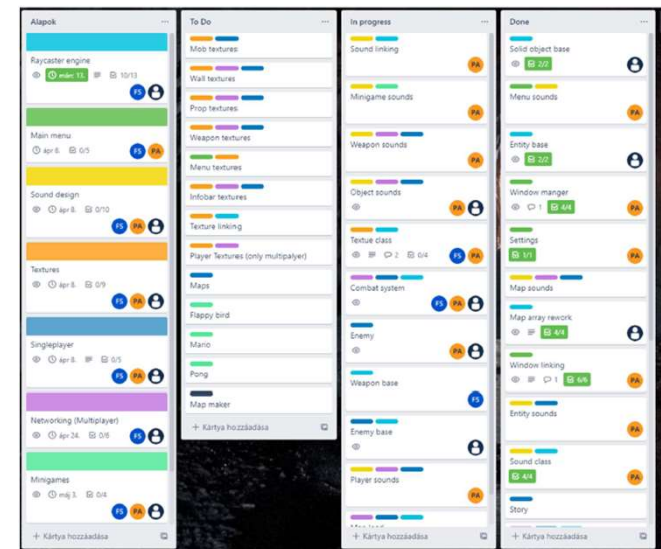 Alapok
Raycaster engine
márc 13.
10/13
FS
Main menu
ápr 6.
0/5
FS
PA
Sound design
ápr 8.
0/10
FS
PA
Textures
ápr 8.
0/9
FS
PA
Singleplayer
ápr 8.
0/5
FS
PA
Networking (Multiplayer)
ápr 24.
0/6
FS
Minigames
máj 3.
0/4
FS
PA
+ Kártya hozzáadása
To Do
Mob textures
Wall textures
Prop textures
Weapon textures
Menu textures
Infobar textures
Texture linking
Player Textures (only multipalyer)
Maps
Flappy bird
Mario
Pong
Map maker
+ Kártya hozzáadása
In progress
Sound linking
PA
Minigame sounds
PA
Weapon sounds
PA
Object sounds
PA
Textue class
2
0/4
FS
PA
Combat system
FS
PA
Enemy
PA
Weapon base
FS
Enemy base
Player sounds
PA
+ Kártya hozzáadása
Done
Solid object base
2/2
Menu sounds
PA
Entity base
2/2
Window manger
1
4/4
PA
Settings
1/1
PA
Map sounds
Map array rework
4/4
Window linking
1
6/6
PA
Entity sounds
PA
Sound class
4/4
PA
Story
+ Kártya hozzáadása